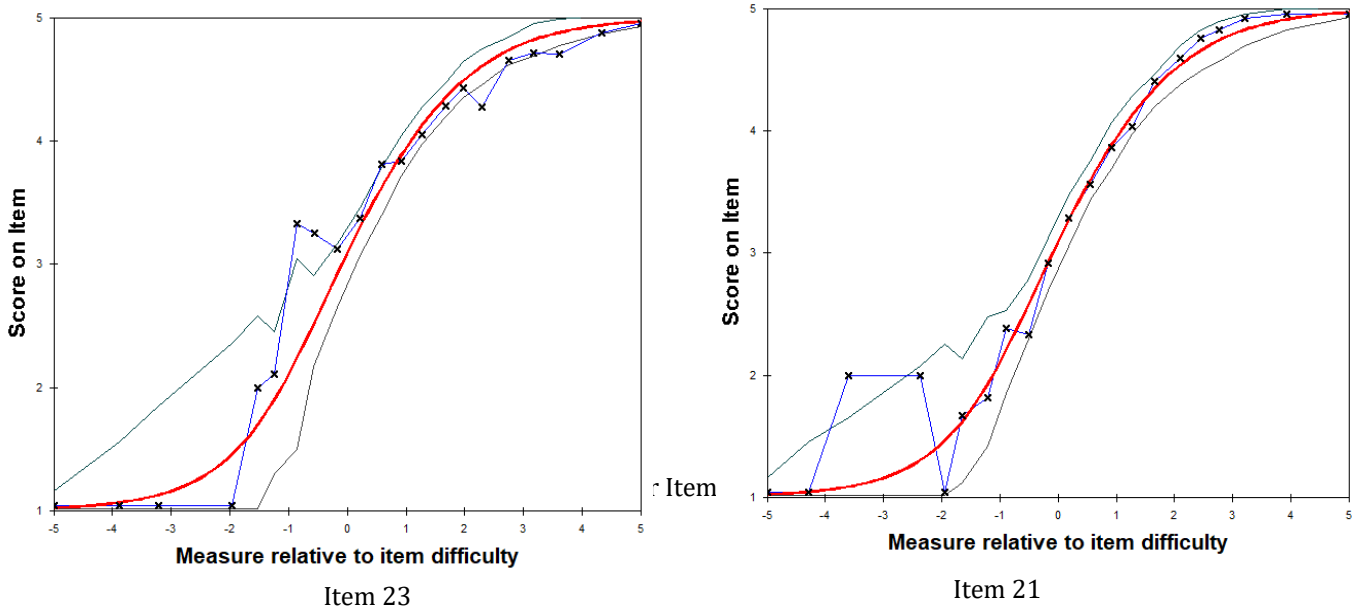 5
4
3
2
1
Score on Item
-5 -4 -3 -2 -1 0 1 2 3 4 5
Measure relative to item difficulty
Item 23
Item
5
4
3
2
1
Score on Item
-5 -4 -3 -2 -1 0 1 2 3 4 5
Measure relative to item difficulty
Item 21